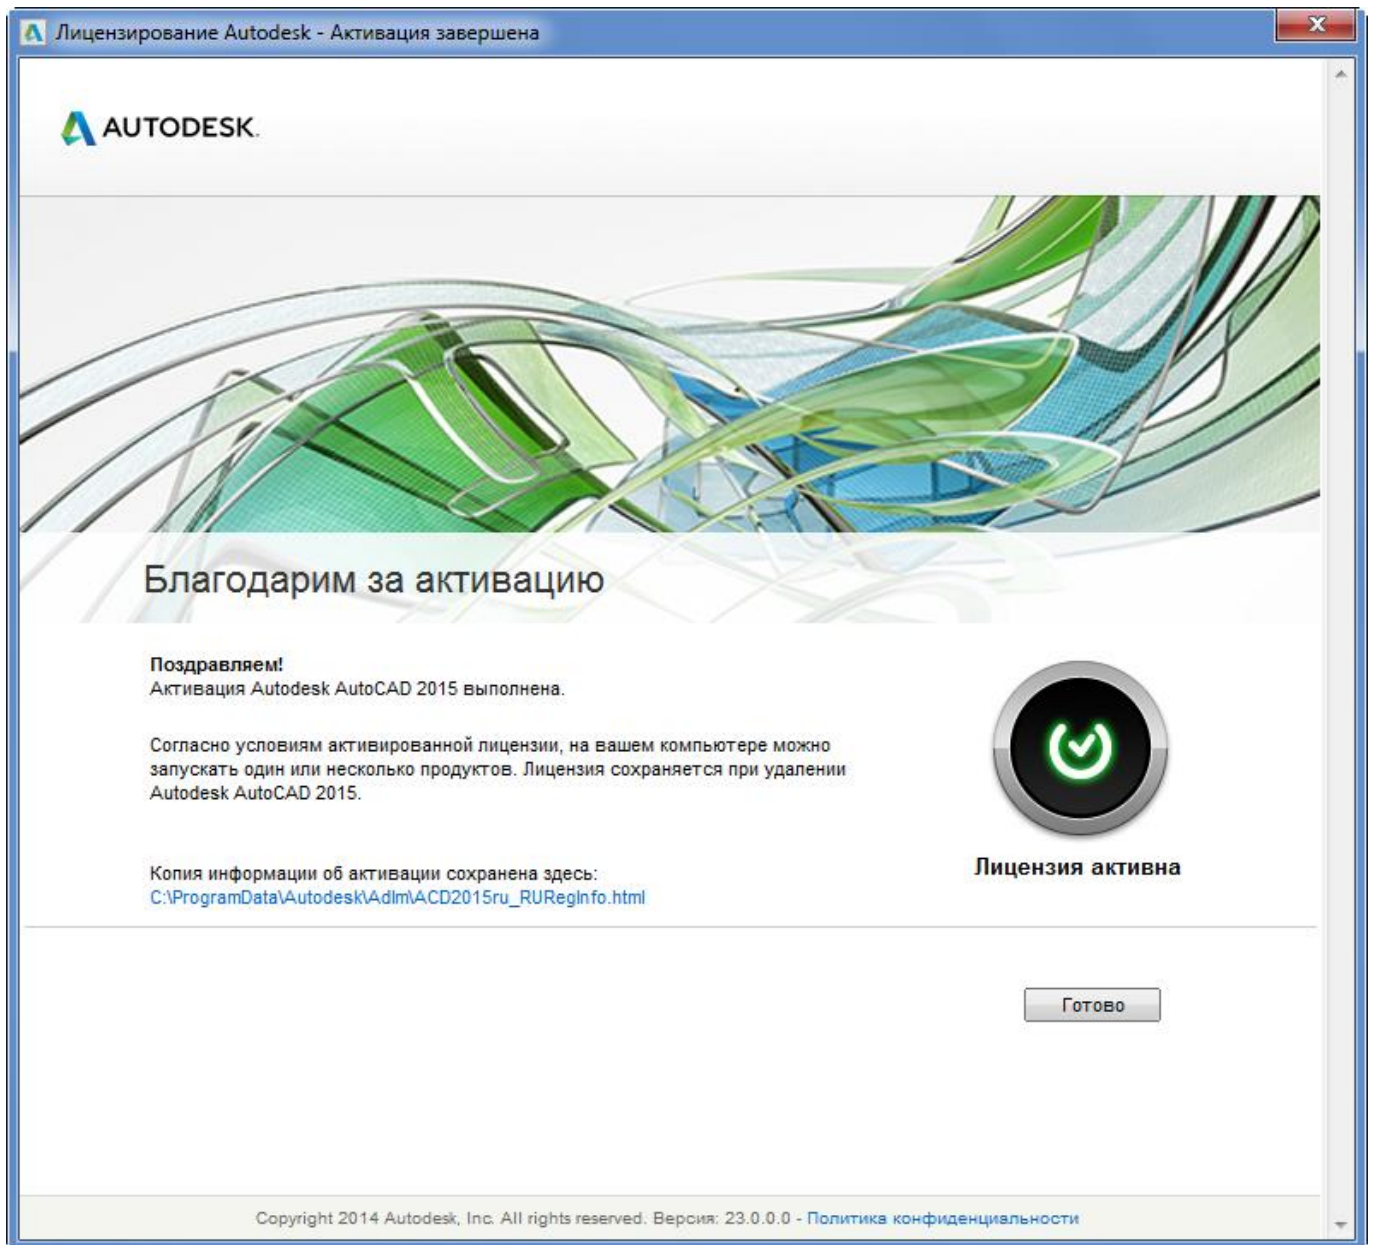 Лицензирование Autodesk - Активация завершена
AUTODESK.
Благодарим за активацию
Поздравляем!
Активация Autodesk AutoCAD 2015 выполнена.
Согласно условиям активированной лицензии, на вашем компьютере можно
запускать один или несколько продуктов. Лицензия сохраняется при удалении
Autodesk AutoCAD 2015.
Лицензия активна
Копия информации об активации сохранена здесь:
C:\ProgramData\Autodesk\Adlm\ACD2015ru_RURegInfo.html
Готово
Copyright 2014 Autodesk, Inc. All rights reserved. Версия: 23.0.0.0 - Политика конфиденциальности